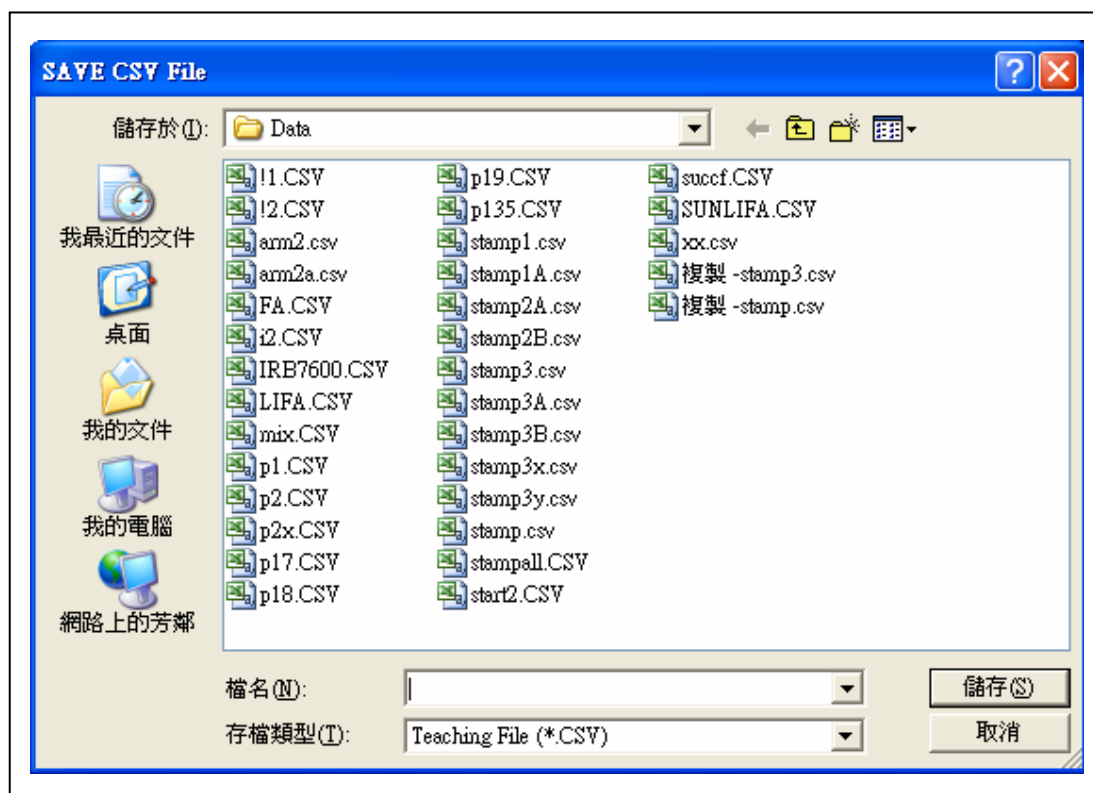 SAVE CSV File
儲存於(I):
Data
我最近的文件
桌面
我的文件
我的電腦
網路上的芳鄰
!1.CSV
!2.CSV
arm2.csv
arm2a.csv
FA.CSV
i2.CSV
IRB7600.CSV
LIFA.CSV
mix.CSV
p1.CSV
p2.CSV
p2x.CSV
p17.CSV
p18.CSV
p19.CSV
p135.CSV
stamp1.csv
stamp1A.csv
stamp2A.csv
stamp2B.csv
stamp3.csv
stamp3A.csv
stamp3B.csv
stamp3x.csv
stamp3y.csv
stamp.csv
stampall.CSV
start2.CSV
succf.CSV
SUNLIFA.CSV
xx.csv
複製 -stamp3.csv
複製 -stamp.csv
檔名(N):
儲存(S)
存檔類型(T):
Teaching File (*.CSV)
取消